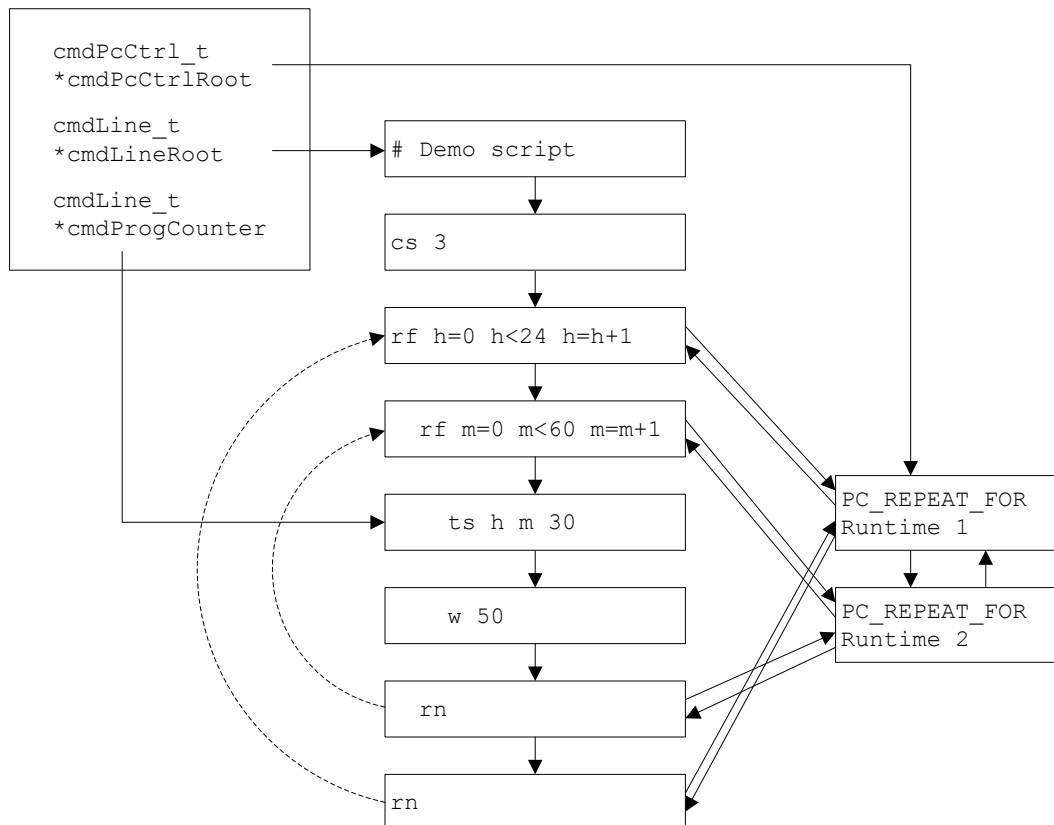 cmdPcCtrl_t
*cmdPcCtrlRoot
cmdLine_t
*cmdLineRoot
cmdLine_t
*cmdProgCounter
# Demo script
cs 3
rf h=0 h<24 h=h+1
rf m=0 m<60 m=m+1
ts h m 30
w 50
rn
rn
PC_REPEAT_FOR
Runtime 1
PC_REPEAT_FOR
Runtime 2